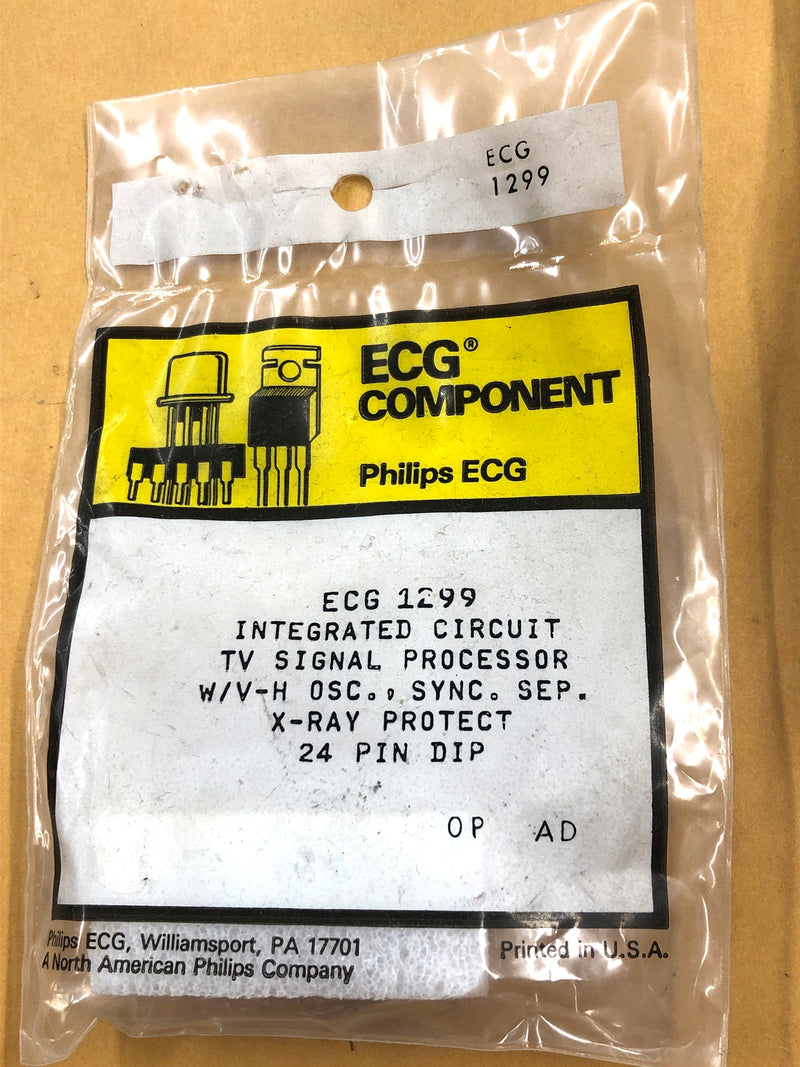 ECG
1299
ECG®
COMPONENT
Philips ECG
ECG 1299
INTEGRATED CIRCUIT
TV SIGNAL PROCESSOR
W/V-H OSC., SYNC. SEP.
X-RAY PROTECT
24 PIN DIP
OP AD
Philips ECG, Williamsport, PA 17701
A North American Philips Company
Printed in U.S.A.